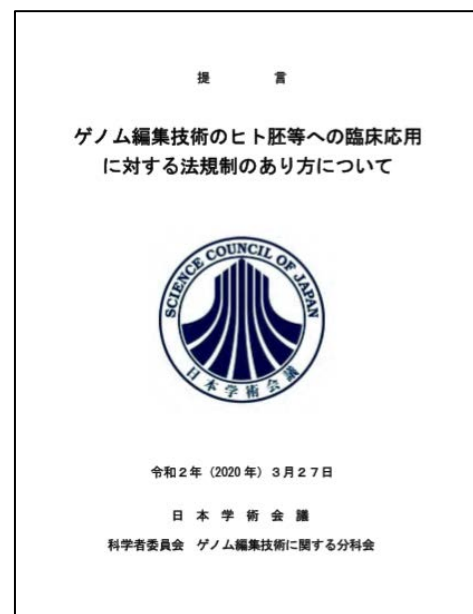 提　言
ゲノム編集技術のヒト胚等への臨床応用
に対する法規制のあり方について
SCIENCE COUNCIL OF JAPAN
日本学術会議
令和２年（2020年）３月２７日
日 本 学 術 会 議
科学者委員会　ゲノム編集技術に関する分科会